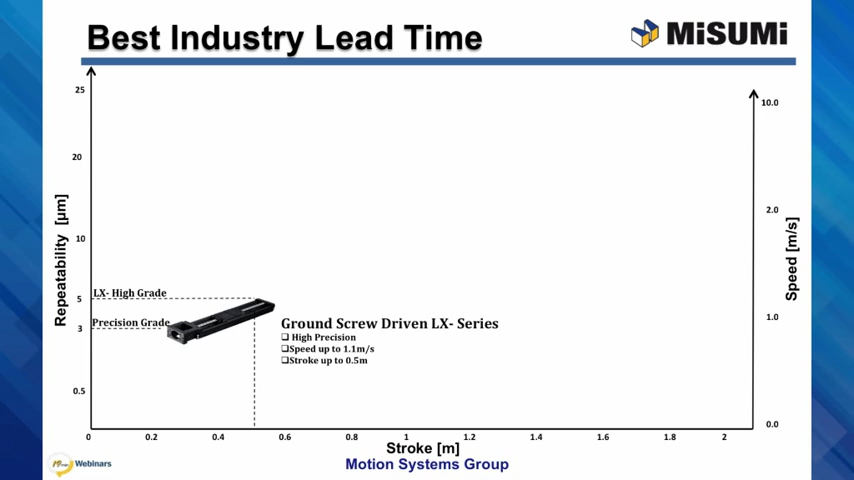 Best Industry Lead Time
MiSUMi
25
20
10
5
3
0.5
Repeatability [µm]
LX- High Grade
Precision Grade
Ground Screw Driven LX- Series
High Precision
Speed up to 1.1m/s
Stroke up to 0.5m
10.0
2.0
1.0
0.0
Speed [m/s]
0 0.2 0.4 0.6 0.8 1 1.2 1.4 1.6 1.8 2
Stroke [m]
Motion Systems Group
Webinars